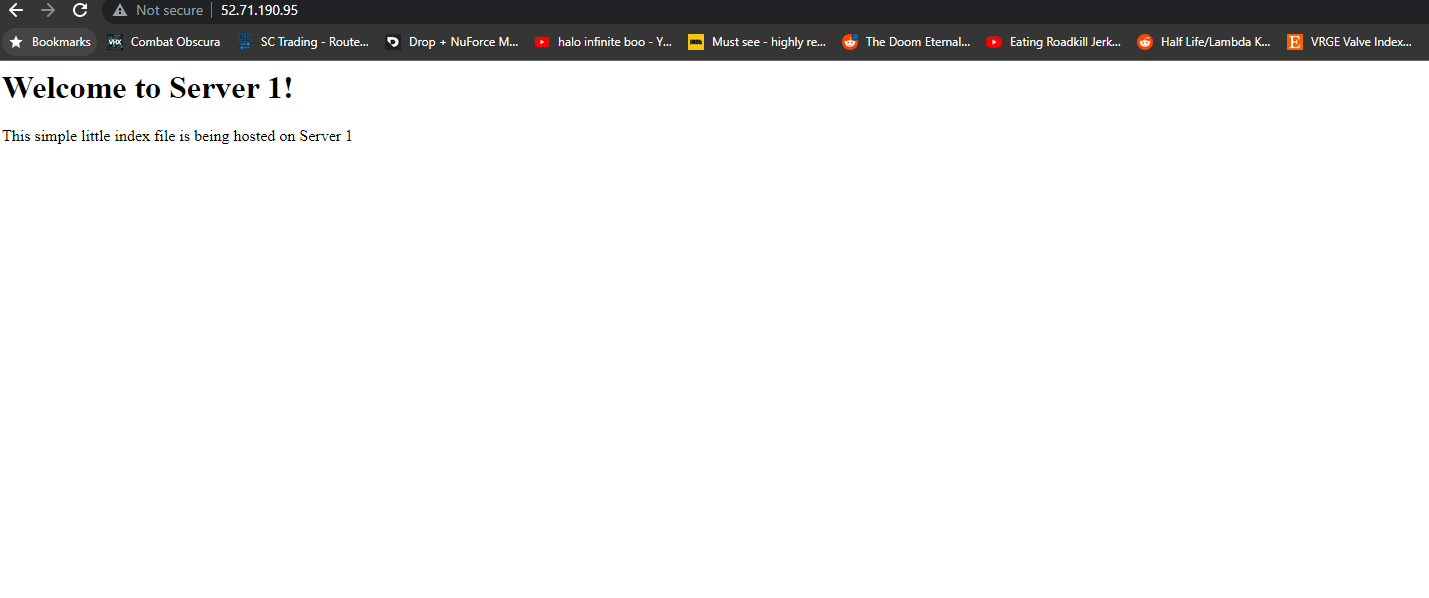 Not secure 52.71.190.95
Bookmarks Combat Obscura SC Trading - Route... Drop + NuForce M... halo infinite boo - Y... Must see - highly re... The Doom Eternal... Eating Roadkill Jerk... Half Life/Lambda K... VRGE Valve Index...
Welcome to Server 1!
This simple little index file is being hosted on Server 1